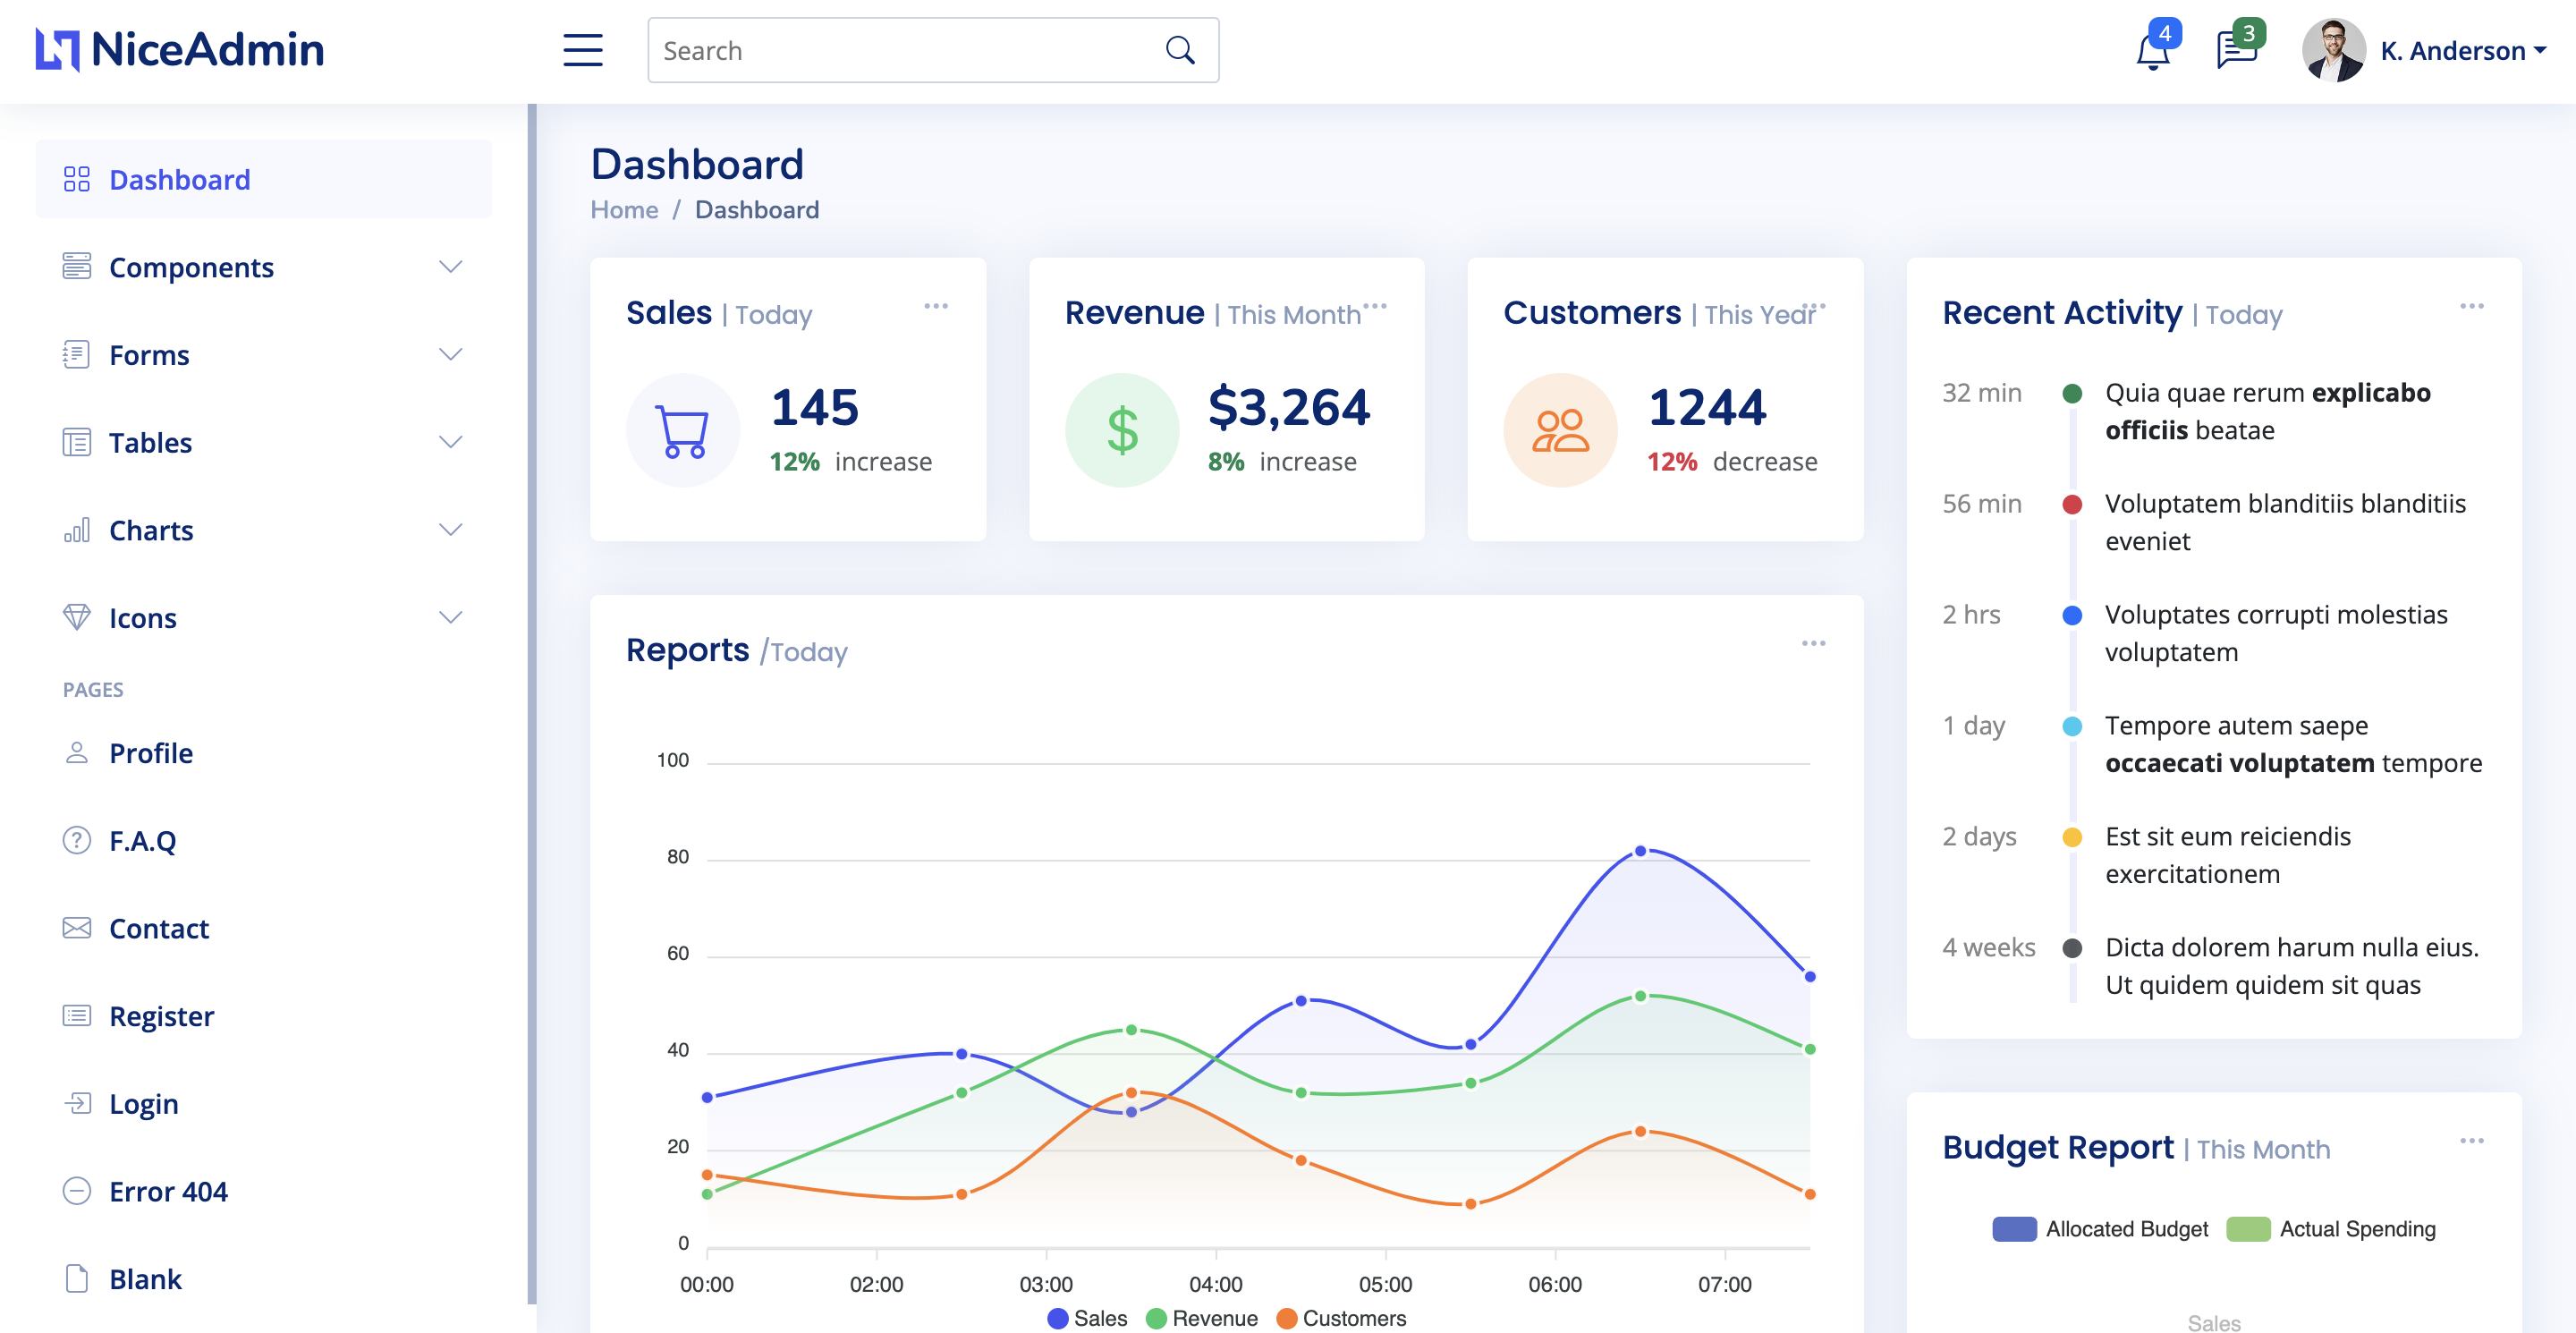 NiceAdmin
Search
4
3
K. Anderson
Dashboard
Components
Forms
Tables
Charts
Icons
PAGES
Profile
F.A.Q
Contact
Register
Login
Error 404
Blank
Dashboard
Home / Dashboard
Sales | Today
145
12% increase
Revenue | This Month
$3,264
8% increase
Customers | This Year
1244
12% decrease
Reports /Today
100
80
60
40
20
0
00:00 02:00 03:00 04:00 05:00 06:00 07:00
Sales Revenue Customers
Recent Activity | Today
32 min Quia quae rerum explicabo
officiis beatae
56 min Voluptatem blanditiis blanditiis
eveniet
2 hrs Voluptates corrupti molestias
voluptatem
1 day Tempore autem saepe
occaecati voluptatem tempore
2 days Est sit eum reiciendis
exercitationem
4 weeks Dicta dolorem harum nulla eius.
Ut quidem quidem sit quas
Budget Report | This Month
Allocated Budget Actual Spending
Sales